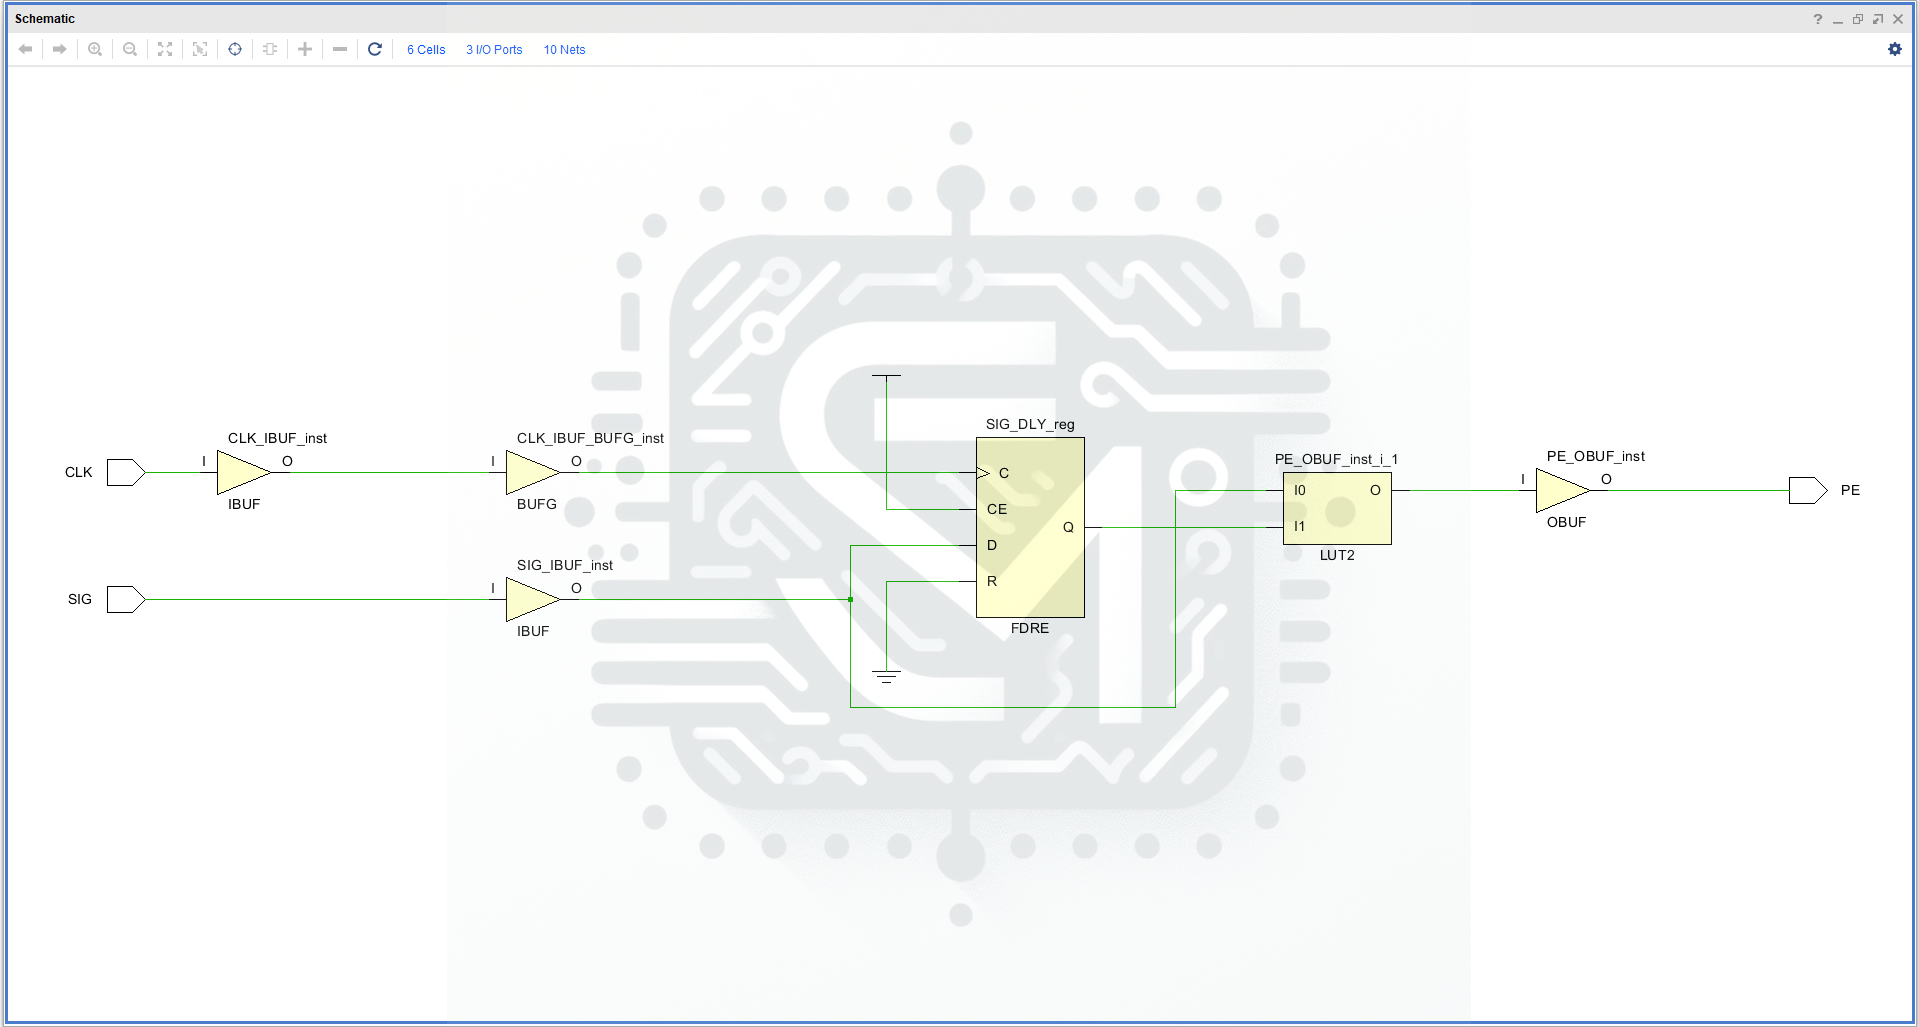 Schematic
6 Cells 3 I/O Ports 10 Nets
SIG_DLY_reg
CLK_IBUF_inst CLK_IBUF_BUFG_inst
PE_OBUF_inst_i_1 PE_OBUF_inst
CLK I O I O C
I O
I0 O PE
IBUF BUFG CE
OBUF
Q I1
D
LUT2
SIG_IBUF_inst
R
SIG I O
IBUF FDRE